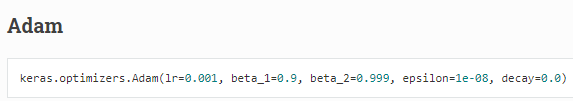 Adam
keras.optimizers.Adam(lr=0.001, beta_1=0.9, beta_2=0.999, epsilon=1e-08, decay=0.0)